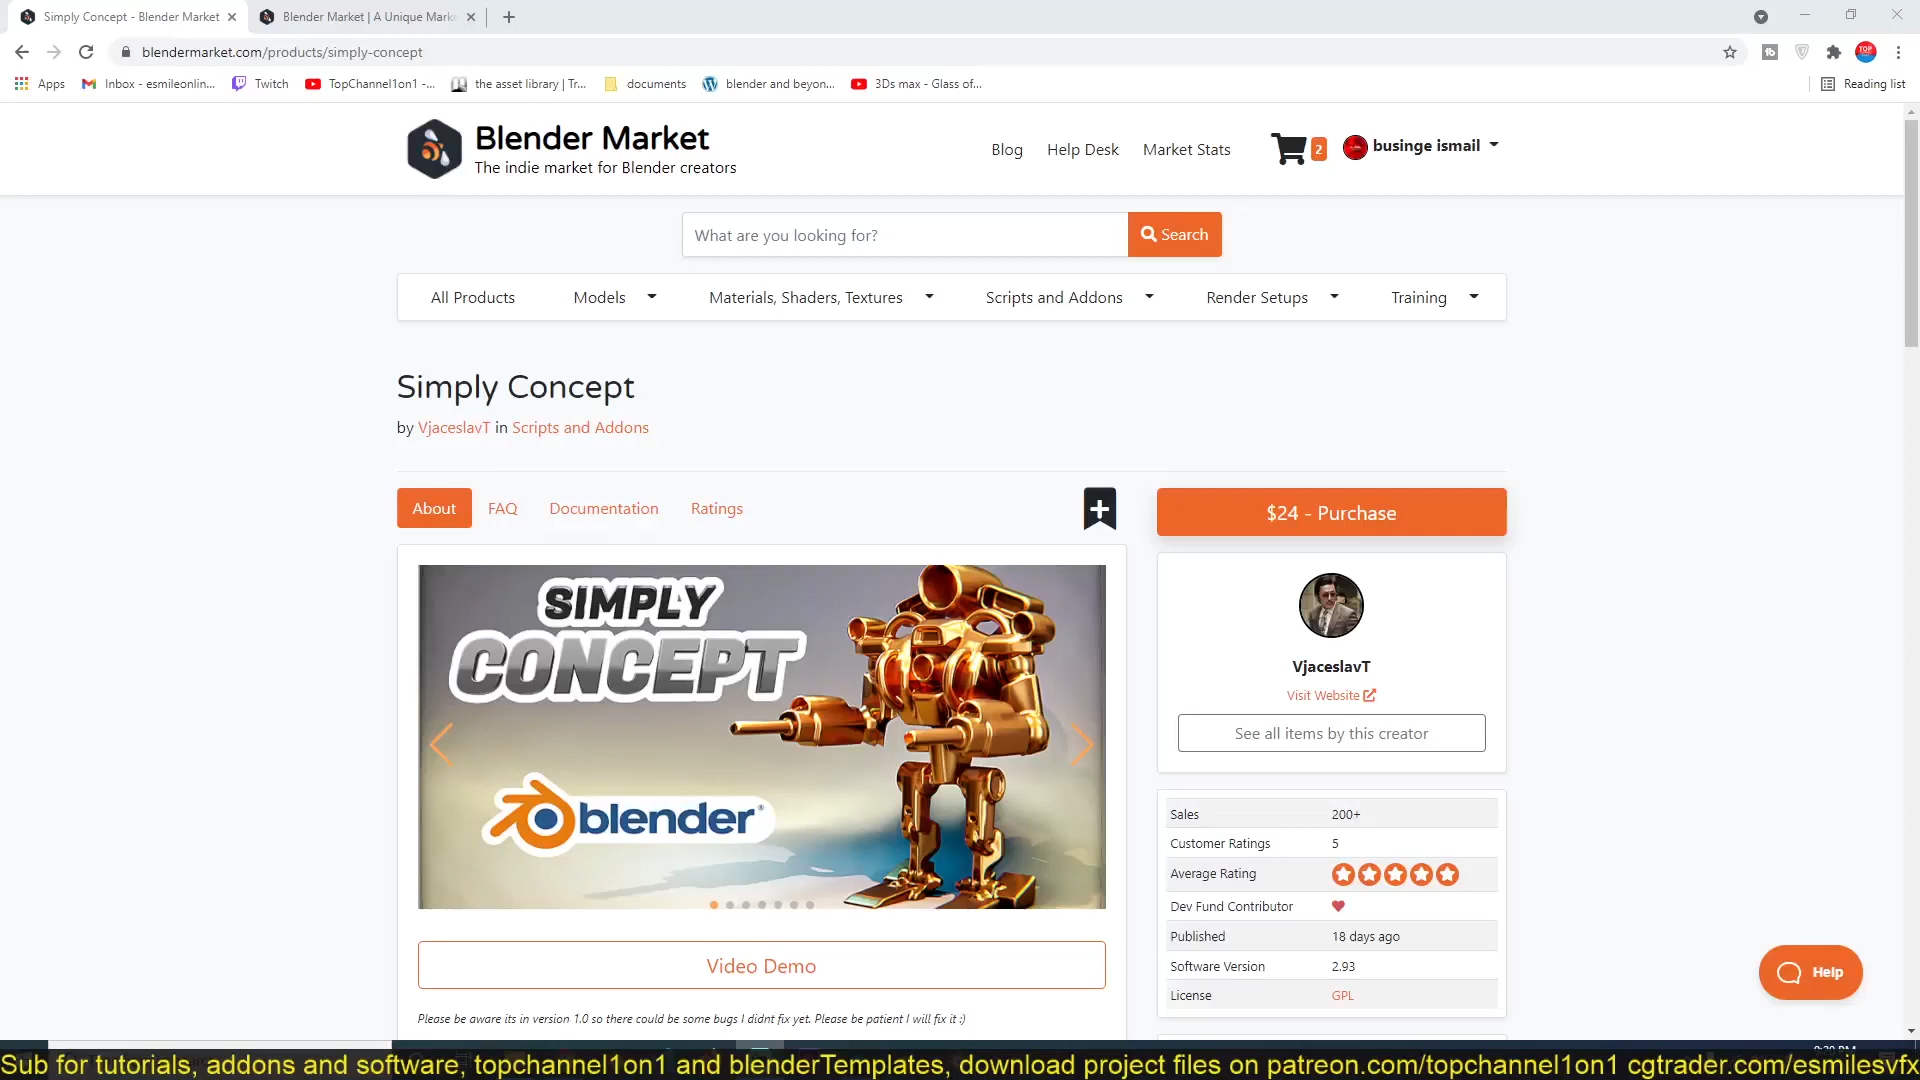 Simply Concept - Blender Market
Blender Market | A Unique Mark
blendermarket.com/products/simply-concept
Apps
Inbox - esmileonlin...
Twitch
TopChannel1on1 -...
the asset library | Tr...
documents
blender and beyon...
3Ds max - Glass of...
Reading list
Blender Market
The indie market for Blender creators
Blog
Help Desk
Market Stats
2
businge ismail
What are you looking for?
Search
All Products
Models
Materials, Shaders, Textures
Scripts and Addons
Render Setups
Training
Simply Concept
by VjaceslavT in Scripts and Addons
About
FAQ
Documentation
Ratings
$24 - Purchase
SIMPLY
CONCEPT
blender
VjaceslavT
Visit Website
See all items by this creator
Sales 200+
Customer Ratings 5
Average Rating
Dev Fund Contributor
Published 18 days ago
Software Version 2.93
License GPL
Video Demo
Help
Please be aware its in version 1.0 so there could be some bugs I didnt fix yet. Please be patient I will fix it :)
Sub for tutorials, addons and software, topchannel1on1 and blenderTemplates, download project files on patreon.com/topchannel1on1 cgtrader.com/esmilesvfx